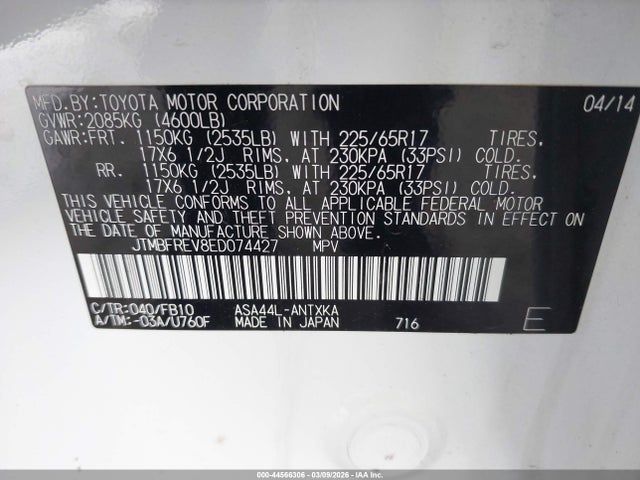 MFD.BY:TOYOTA MOTOR CORPORATION 04/14
GVWR:2085KG (4600LB)
GAWR:FRT. 1150KG (2535LB) WITH 225/65R17 TIRES,
17X6 1/2J RIMS, AT 230KPA (33PSI) COLD.
RR. 1150KG (2535LB) WITH 225/65R17 TIRES,
17X6 1/2J RIMS, AT 230KPA (33PSI) COLD.
THIS VEHICLE CONFORMS TO ALL APPLICABLE FEDERAL MOTOR
VEHICLE SAFETY AND THEFT PREVENTION STANDARDS IN EFFECT ON
THE DATE OF MANUFACTURE SHOWN ABOVE.
JTMBFREV8ED074427 MPV
C/TR:040/FB10 ASA44L-ANTXKA
A/TM:-03A/U760F MADE IN JAPAN 716 E
000-44566306 | 03/09/2026 | IAAI, Inc.